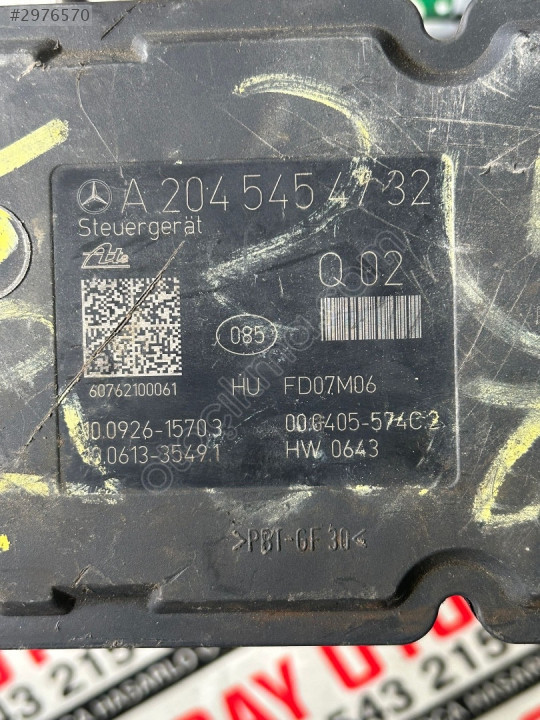 #2976570
A 204 545 47 32
Steuergerät
Ate
Q 02
085
60762100061
HU FD07M06
10.0926-1570.3 00.0405-574C.2
00.0613-3549.1 HW 0643
>PBT-GF 30<